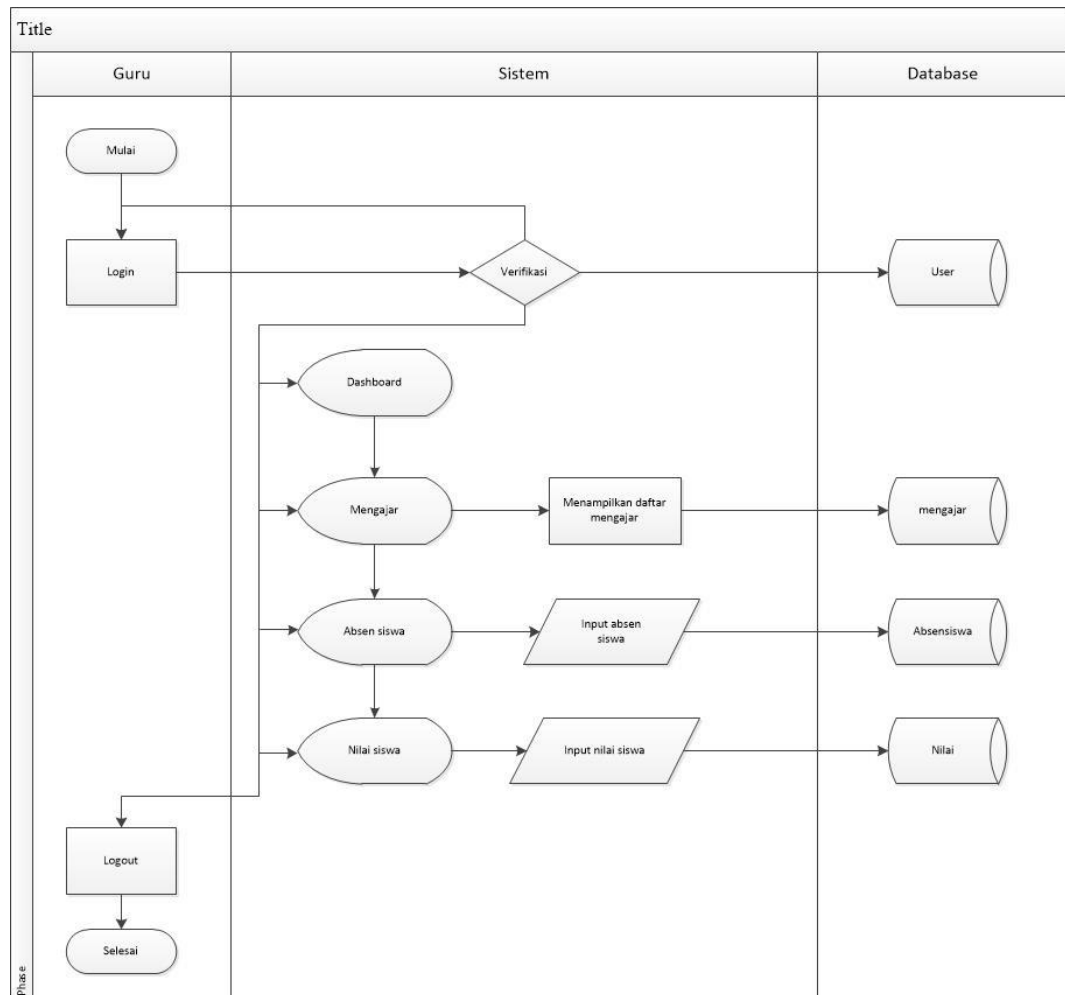 Title
Guru
Sistem
Database
Mulai
Login
Verifikasi
User
Dashboard
Mengajar
Menampilkan daftar
mengajar
mengajar
Absen siswa
Input absen
siswa
Absensiswa
Nilai siswa
Input nilai siswa
Nilai
Logout
Selesai
Phase